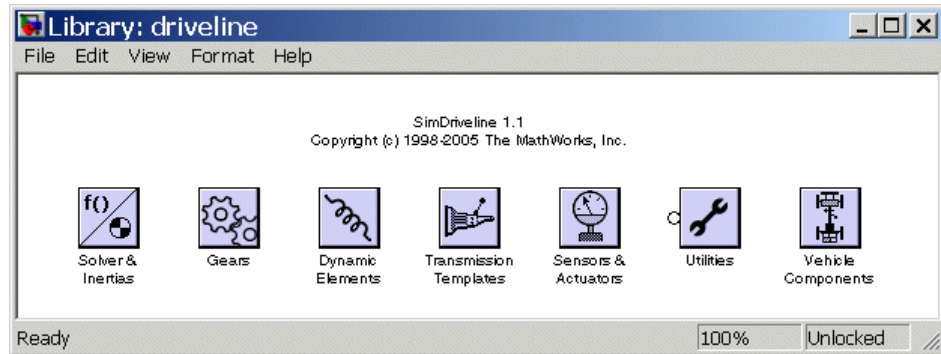 Library: driveline
File Edit View Format Help
SimDriveline 1.1
Copyright (c) 1998-2005 The MathWorks, Inc.
f()
Solver & Inertias
Gears
Dynamic Elements
Transmission Templates
Sensors & Actuators
Utilities
Vehicle Components
Ready 100% Unlocked